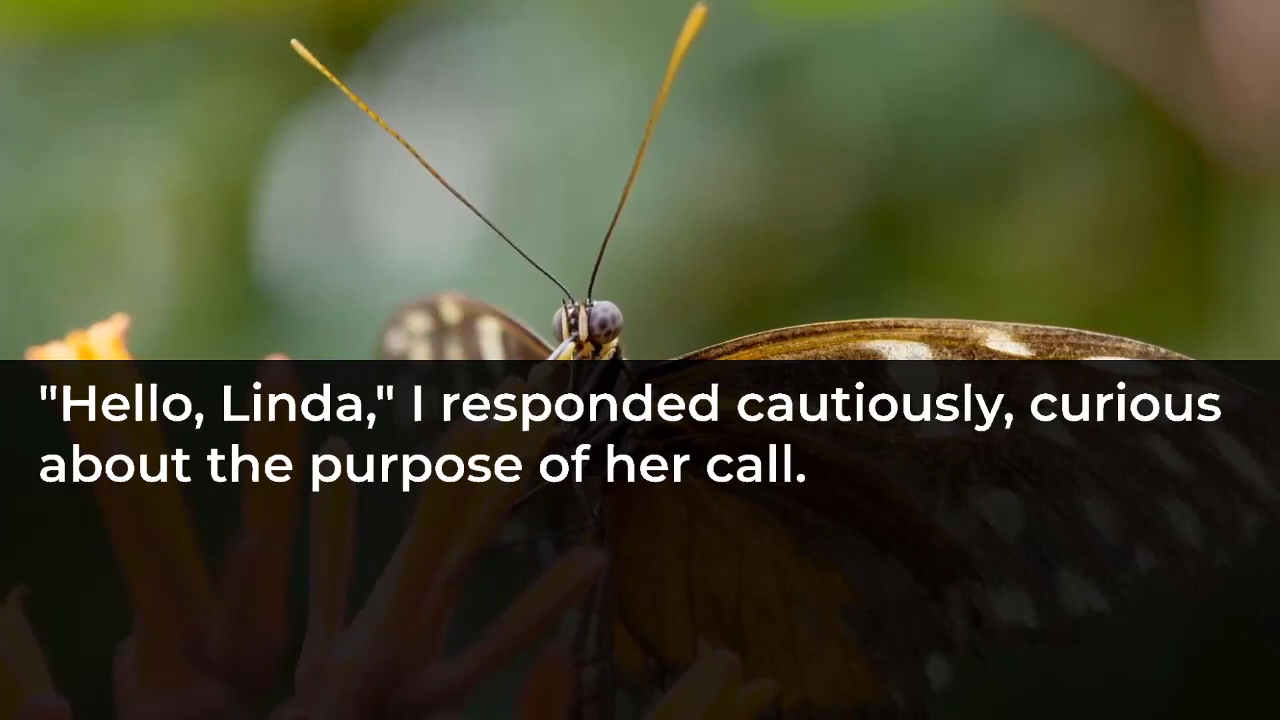 "Hello, Linda," I responded cautiously, curious
about the purpose of her call.